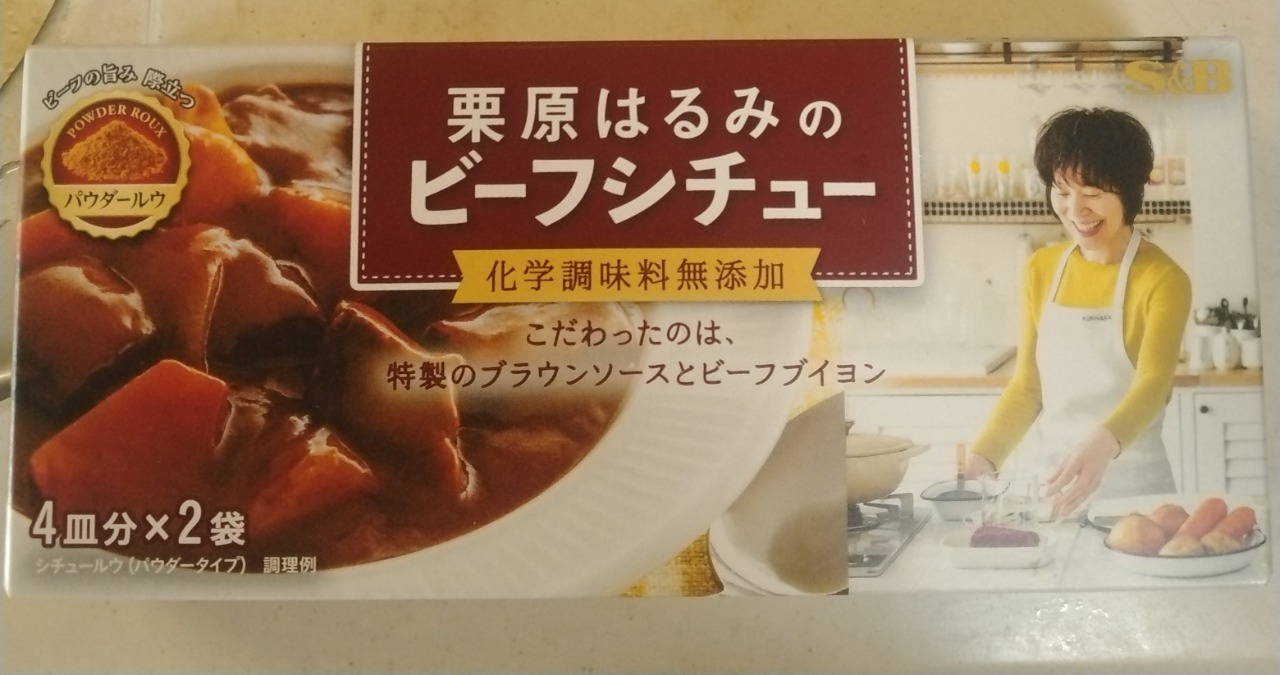 ビーフの旨み 際立つ
POWDER ROUX
パウダールウ
栗原はるみの
ビーフシチュー
化学調味料無添加
こだわったのは、
特製のブラウンソースとビーフブイヨン
S&B
4皿分×2袋
シチュールウ(パウダータイプ) 調理例